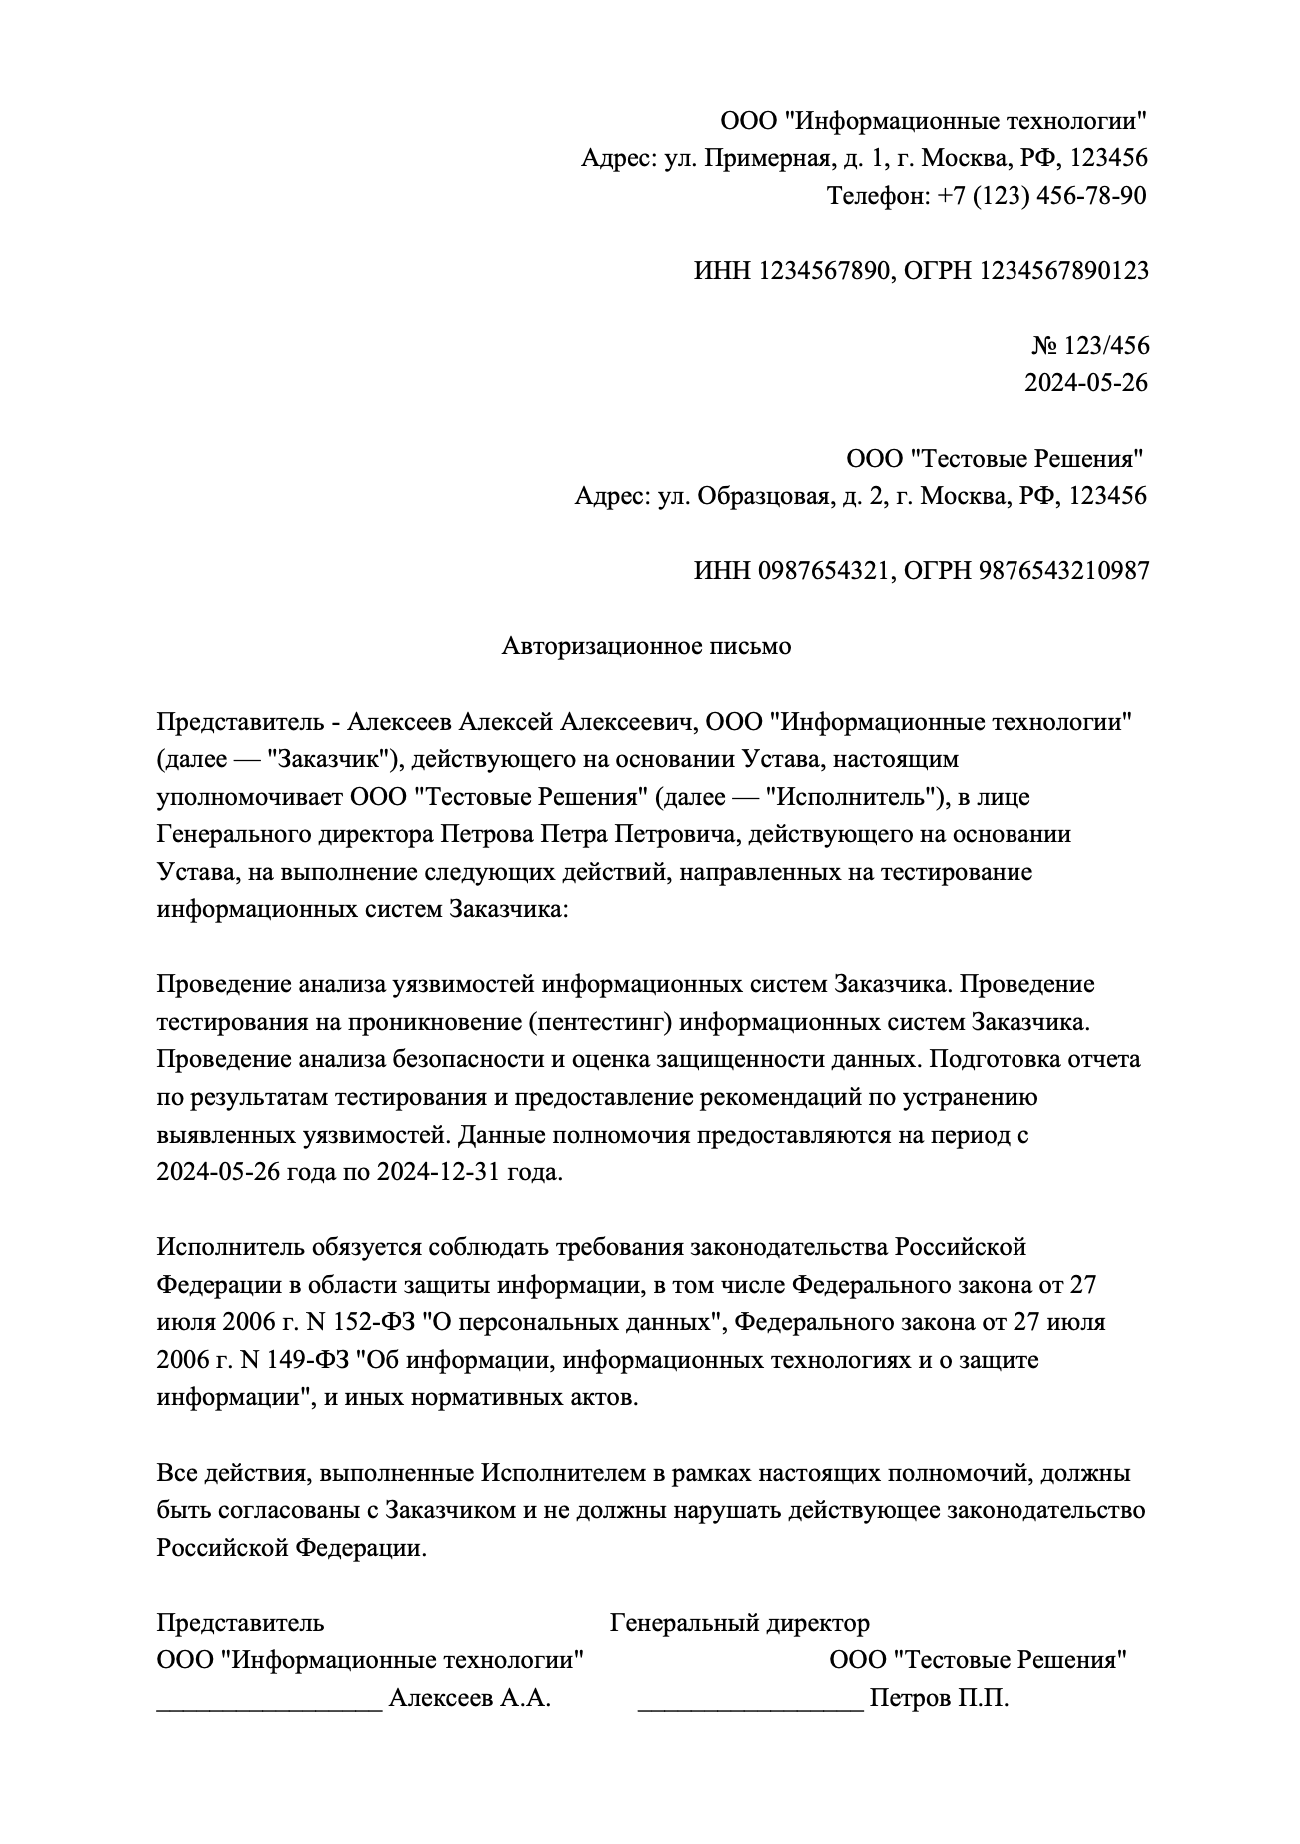 ООО "Информационные технологии"
Адрес: ул. Примерная, д. 1, г. Москва, РФ, 123456
Телефон: +7 (123) 456-78-90
ИНН 1234567890, ОГРН 1234567890123
№ 123/456
2024-05-26
ООО "Тестовые Решения"
Адрес: ул. Образцовая, д. 2, г. Москва, РФ, 123456
ИНН 0987654321, ОГРН 9876543210987
Авторизационное письмо
Представитель - Алексеев Алексей Алексеевич, ООО "Информационные технологии"
(далее — "Заказчик"), действующего на основании Устава, настоящим
уполномочивает ООО "Тестовые Решения" (далее — "Исполнитель"), в лице
Генерального директора Петрова Петра Петровича, действующего на основании
Устава, на выполнение следующих действий, направленных на тестирование
информационных систем Заказчика:
Проведение анализа уязвимостей информационных систем Заказчика. Проведение
тестирования на проникновение (пентестинг) информационных систем Заказчика.
Проведение анализа безопасности и оценка защищенности данных. Подготовка отчета
по результатам тестирования и предоставление рекомендаций по устранению
выявленных уязвимостей. Данные полномочия предоставляются на период с
2024-05-26 года по 2024-12-31 года.
Исполнитель обязуется соблюдать требования законодательства Российской
Федерации в области защиты информации, в том числе Федерального закона от 27
июля 2006 г. N 152-ФЗ "О персональных данных", Федерального закона от 27 июля
2006 г. N 149-ФЗ "Об информации, информационных технологиях и о защите
информации", и иных нормативных актов.
Все действия, выполненные Исполнителем в рамках настоящих полномочий, должны
быть согласованы с Заказчиком и не должны нарушать действующее законодательство
Российской Федерации.
Представитель Генеральный директор
ООО "Информационные технологии" ООО "Тестовые Решения"
_________________ Алексеев А.А. _________________ Петров П.П.